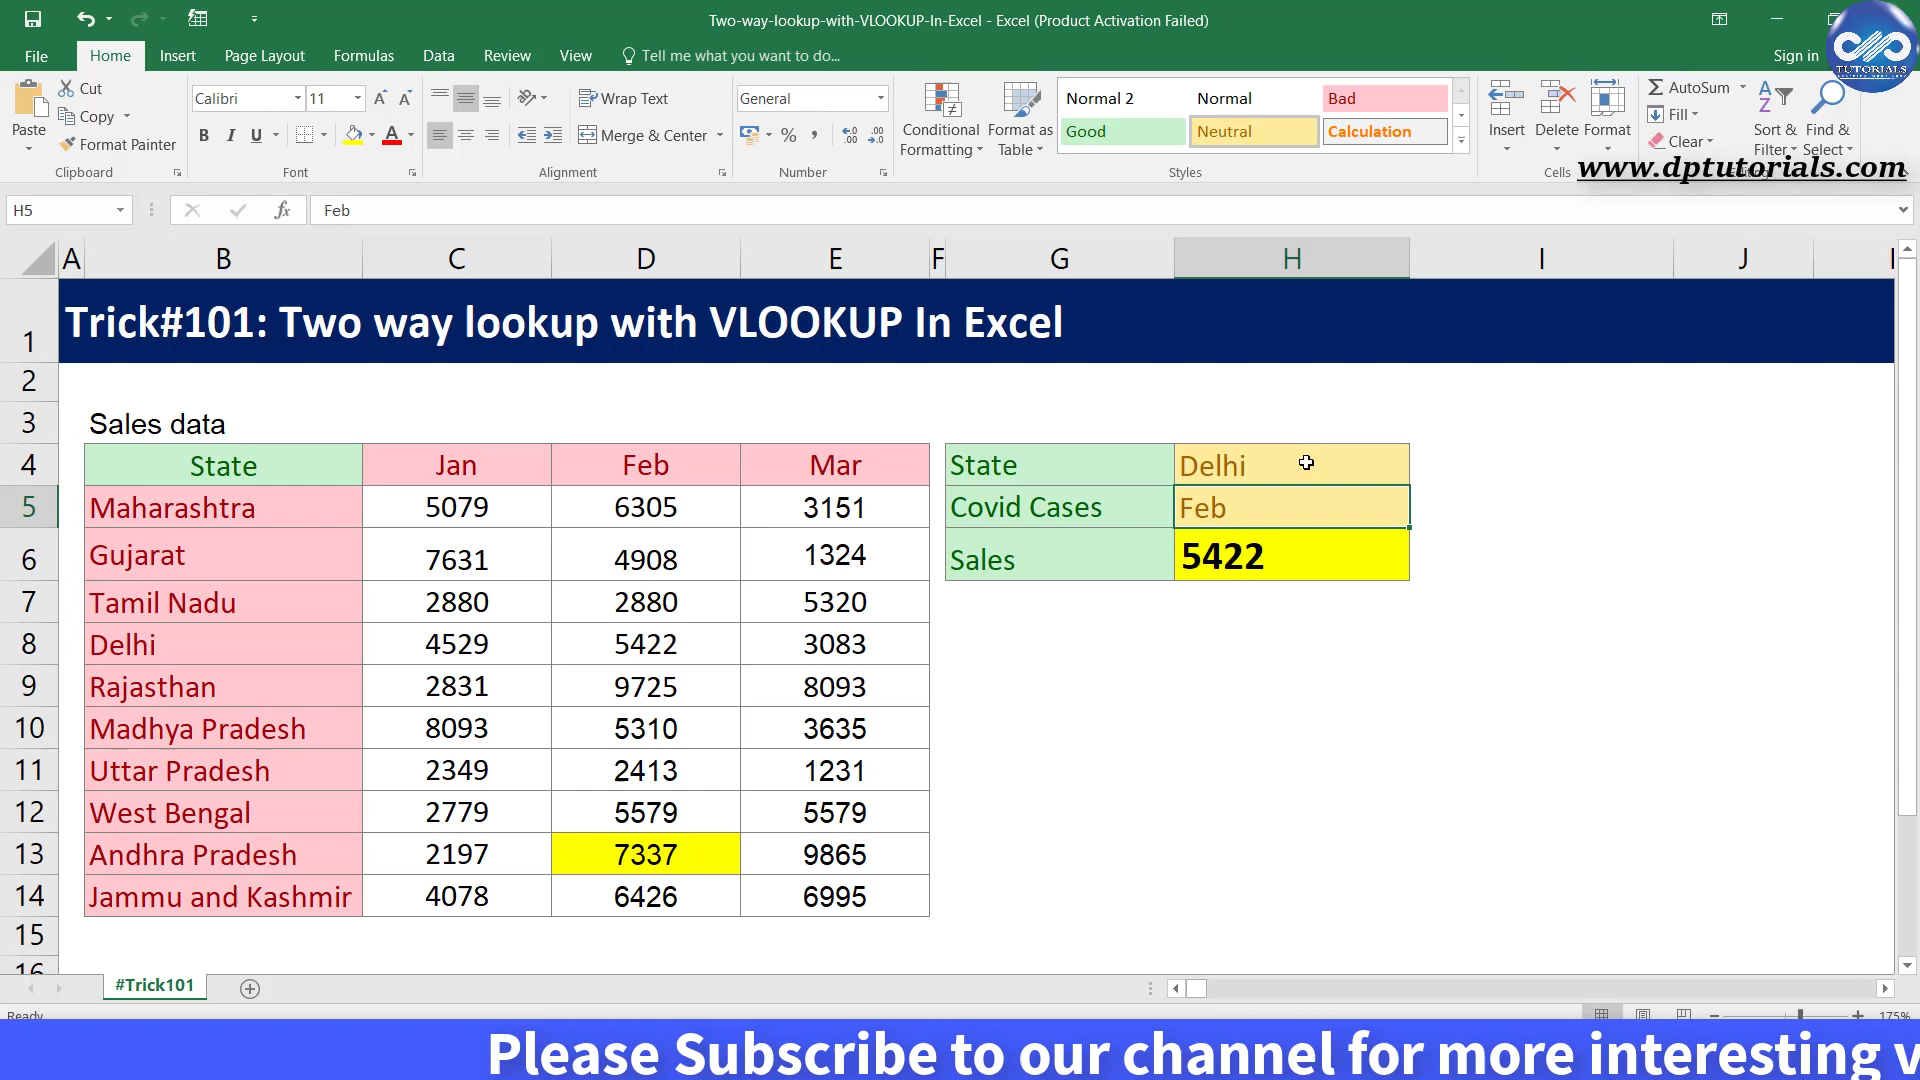 Two-way-lookup-with-VLOOKUP-In-Excel - Excel (Product Activation Failed)
File Home Insert Page Layout Formulas Data Review View Tell me what you want to do... Sign in
TUTORIALS
Paste Cut
Copy
Format Painter
Clipboard
Calibri 11
B I U
Font
Wrap Text
Merge & Center
Alignment
General
%
Number
Conditional Formatting
Format as Table
Normal 2 Normal Bad
Good Neutral Calculation
Styles
Insert Delete Format
Cells
AutoSum
Fill
Clear
Sort & Filter
Find & Select
www.dptutorials.com
H5 fx Feb
A B C D E F G H I J
1 Trick#101: Two way lookup with VLOOKUP In Excel
2
3 Sales data
4 State Jan Feb Mar State Delhi
5 Maharashtra 5079 6305 3151 Covid Cases Feb
6 Gujarat 7631 4908 1324 Sales 5422
7 Tamil Nadu 2880 2880 5320
8 Delhi 4529 5422 3083
9 Rajasthan 2831 9725 8093
10 Madhya Pradesh 8093 5310 3635
11 Uttar Pradesh 2349 2413 1231
12 West Bengal 2779 5579 5579
13 Andhra Pradesh 2197 7337 9865
14 Jammu and Kashmir 4078 6426 6995
15
16
#Trick101
Ready 175%
Please Subscribe to our channel for more interesting v